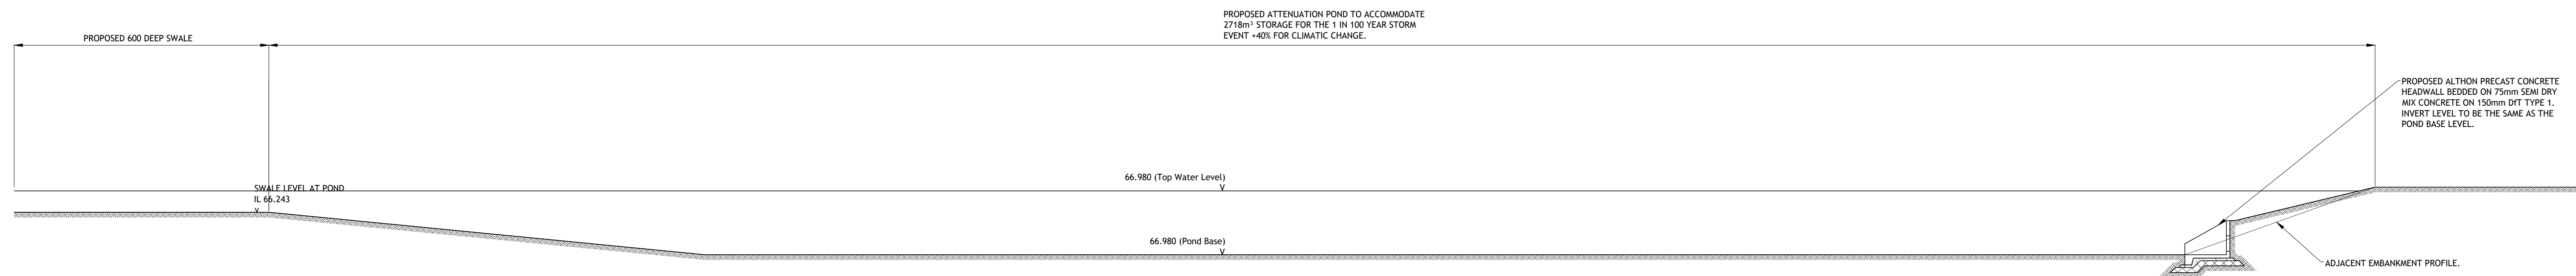 PROPOSED ATTENUATION POND TO ACCOMMODATE
2718m³ STORAGE FOR THE 1 IN 100 YEAR STORM
EVENT +40% FOR CLIMATIC CHANGE.
PROPOSED 600 DEEP SWALE
PROPOSED ALTHON PRECAST CONCRETE
HEADWALL BEDDED ON 75mm SEMI DRY
MIX CONCRETE ON 150mm DfT TYPE 1.
INVERT LEVEL TO BE THE SAME AS THE
POND BASE LEVEL.
66.980 (Top Water Level)
SWALE LEVEL AT POND
IL 66.243
66.980 (Pond Base)
ADJACENT EMBANKMENT PROFILE.